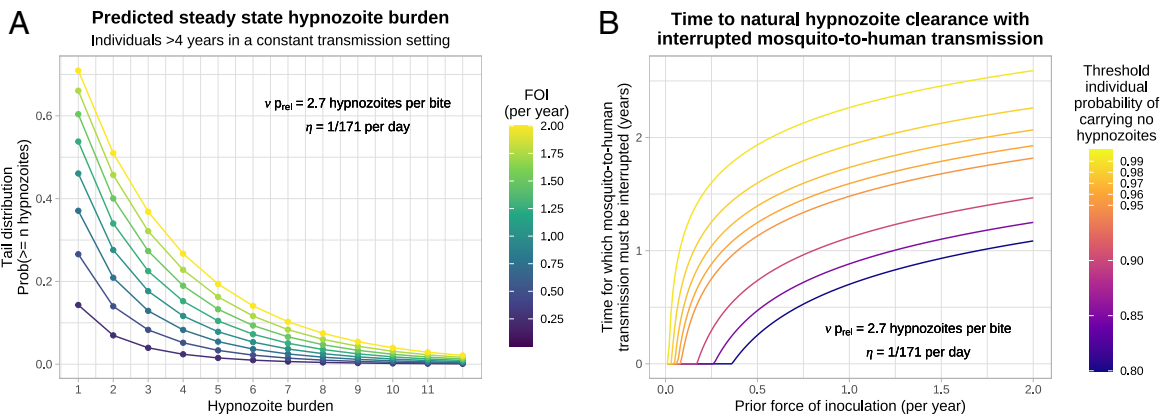 A
Predicted steady state hypnozoite burden
Individuals >4 years in a constant transmission setting
Tail distribution
Prob(>= n hypnozoites)
0.6
0.4
0.2
0.0
ν p_rel = 2.7 hypnozoites per bite
η = 1/171 per day
1 2 3 4 5 6 7 8 9 10 11
Hypnozoite burden
FOI
(per year)
2.00
1.75
1.50
1.25
1.00
0.75
0.50
0.25
B
Time to natural hypnozoite clearance with
interrupted mosquito-to-human transmission
Time for which mosquito-to-human
transmission must be interrupted (years)
2
1
0
ν p_rel = 2.7 hypnozoites per bite
η = 1/171 per day
0.0 0.5 1.0 1.5 2.0
Prior force of inoculation (per year)
Threshold
individual
probability of
carrying no
hypnozoites
0.99
0.98
0.97
0.96
0.95
0.90
0.85
0.80